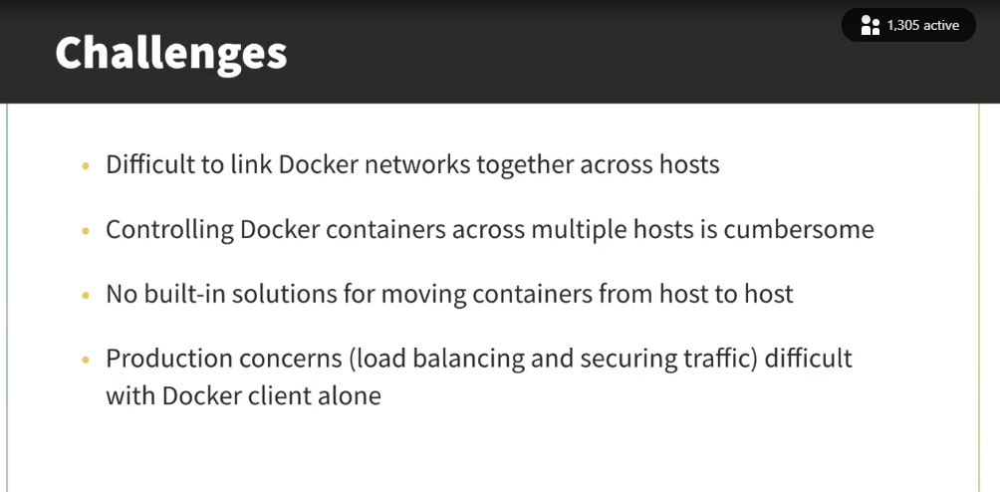 1,305 active
Challenges
• Difficult to link Docker networks together across hosts
• Controlling Docker containers across multiple hosts is cumbersome
• No built-in solutions for moving containers from host to host
• Production concerns (load balancing and securing traffic) difficult
with Docker client alone